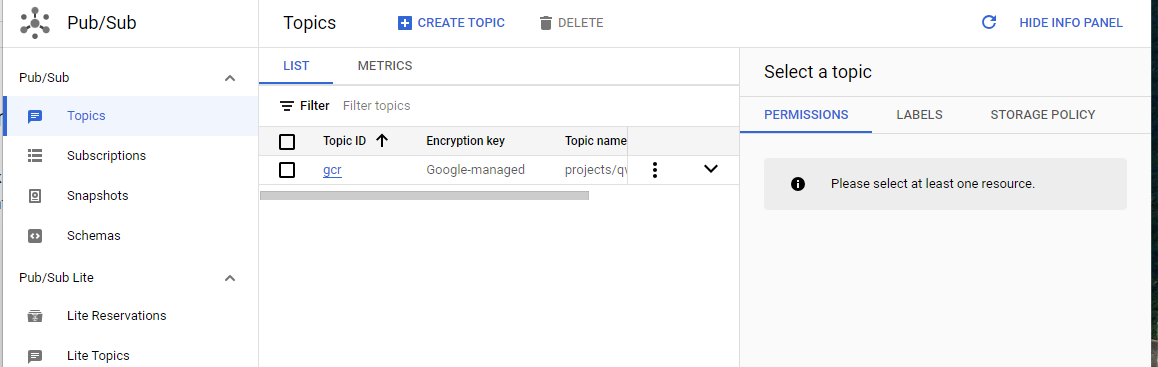 Pub/Sub
Topics
CREATE TOPIC
DELETE
HIDE INFO PANEL
Pub/Sub
Topics
Subscriptions
Snapshots
Schemas
Pub/Sub Lite
Lite Reservations
Lite Topics
LIST
METRICS
Filter
Filter topics
Topic ID
Encryption key
Topic name
gcr
Google-managed
projects/q
Select a topic
PERMISSIONS
LABELS
STORAGE POLICY
Please select at least one resource.